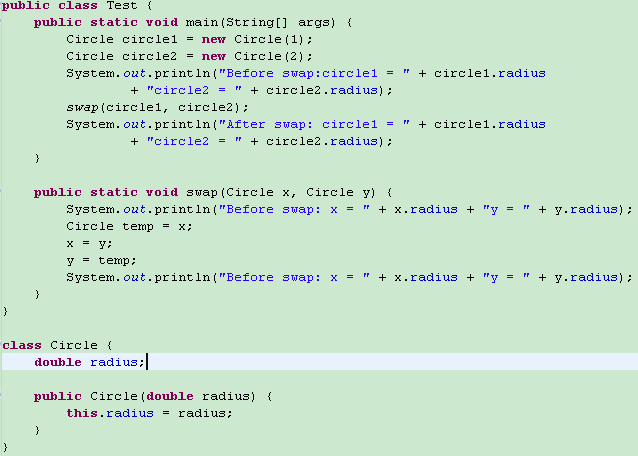 public class Test {
    public static void main(String[] args) {
        Circle circle1 = new Circle(1);
        Circle circle2 = new Circle(2);
        System.out.println("Before swap:circle1 = " + circle1.radius
                + "circle2 = " + circle2.radius);
        swap(circle1, circle2);
        System.out.println("After swap: circle1 = " + circle1.radius
                + "circle2 = " + circle2.radius);
    }

    public static void swap(Circle x, Circle y) {
        System.out.println("Before swap: x = " + x.radius + "y = " + y.radius);
        Circle temp = x;
        x = y;
        y = temp;
        System.out.println("Before swap: x = " + x.radius + "y = " + y.radius);
    }
}

class Circle {
    double radius;

    public Circle(double radius) {
        this.radius = radius;
    }
}